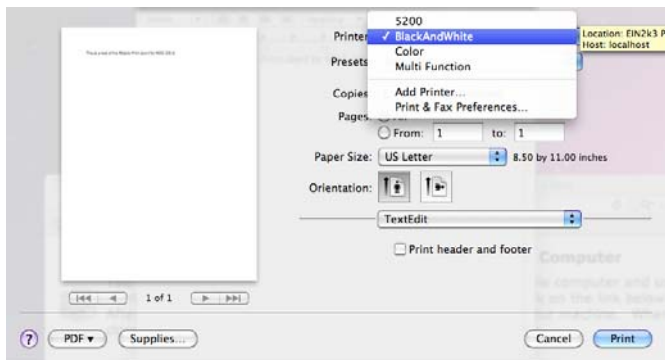 5200
Printer ✓ BlackAndWhite
Color
Multi Function
Add Printer...
Print & Fax Preferences...
Location: EIN2k3 P
Host: localhost
Presets
Copies
Pages:
From: 1 to: 1
Paper Size: US Letter 8.50 by 11.00 inches
Orientation:
TextEdit
Print header and footer
Computer
1 of 1
? PDF ▼ Supplies... Cancel Print